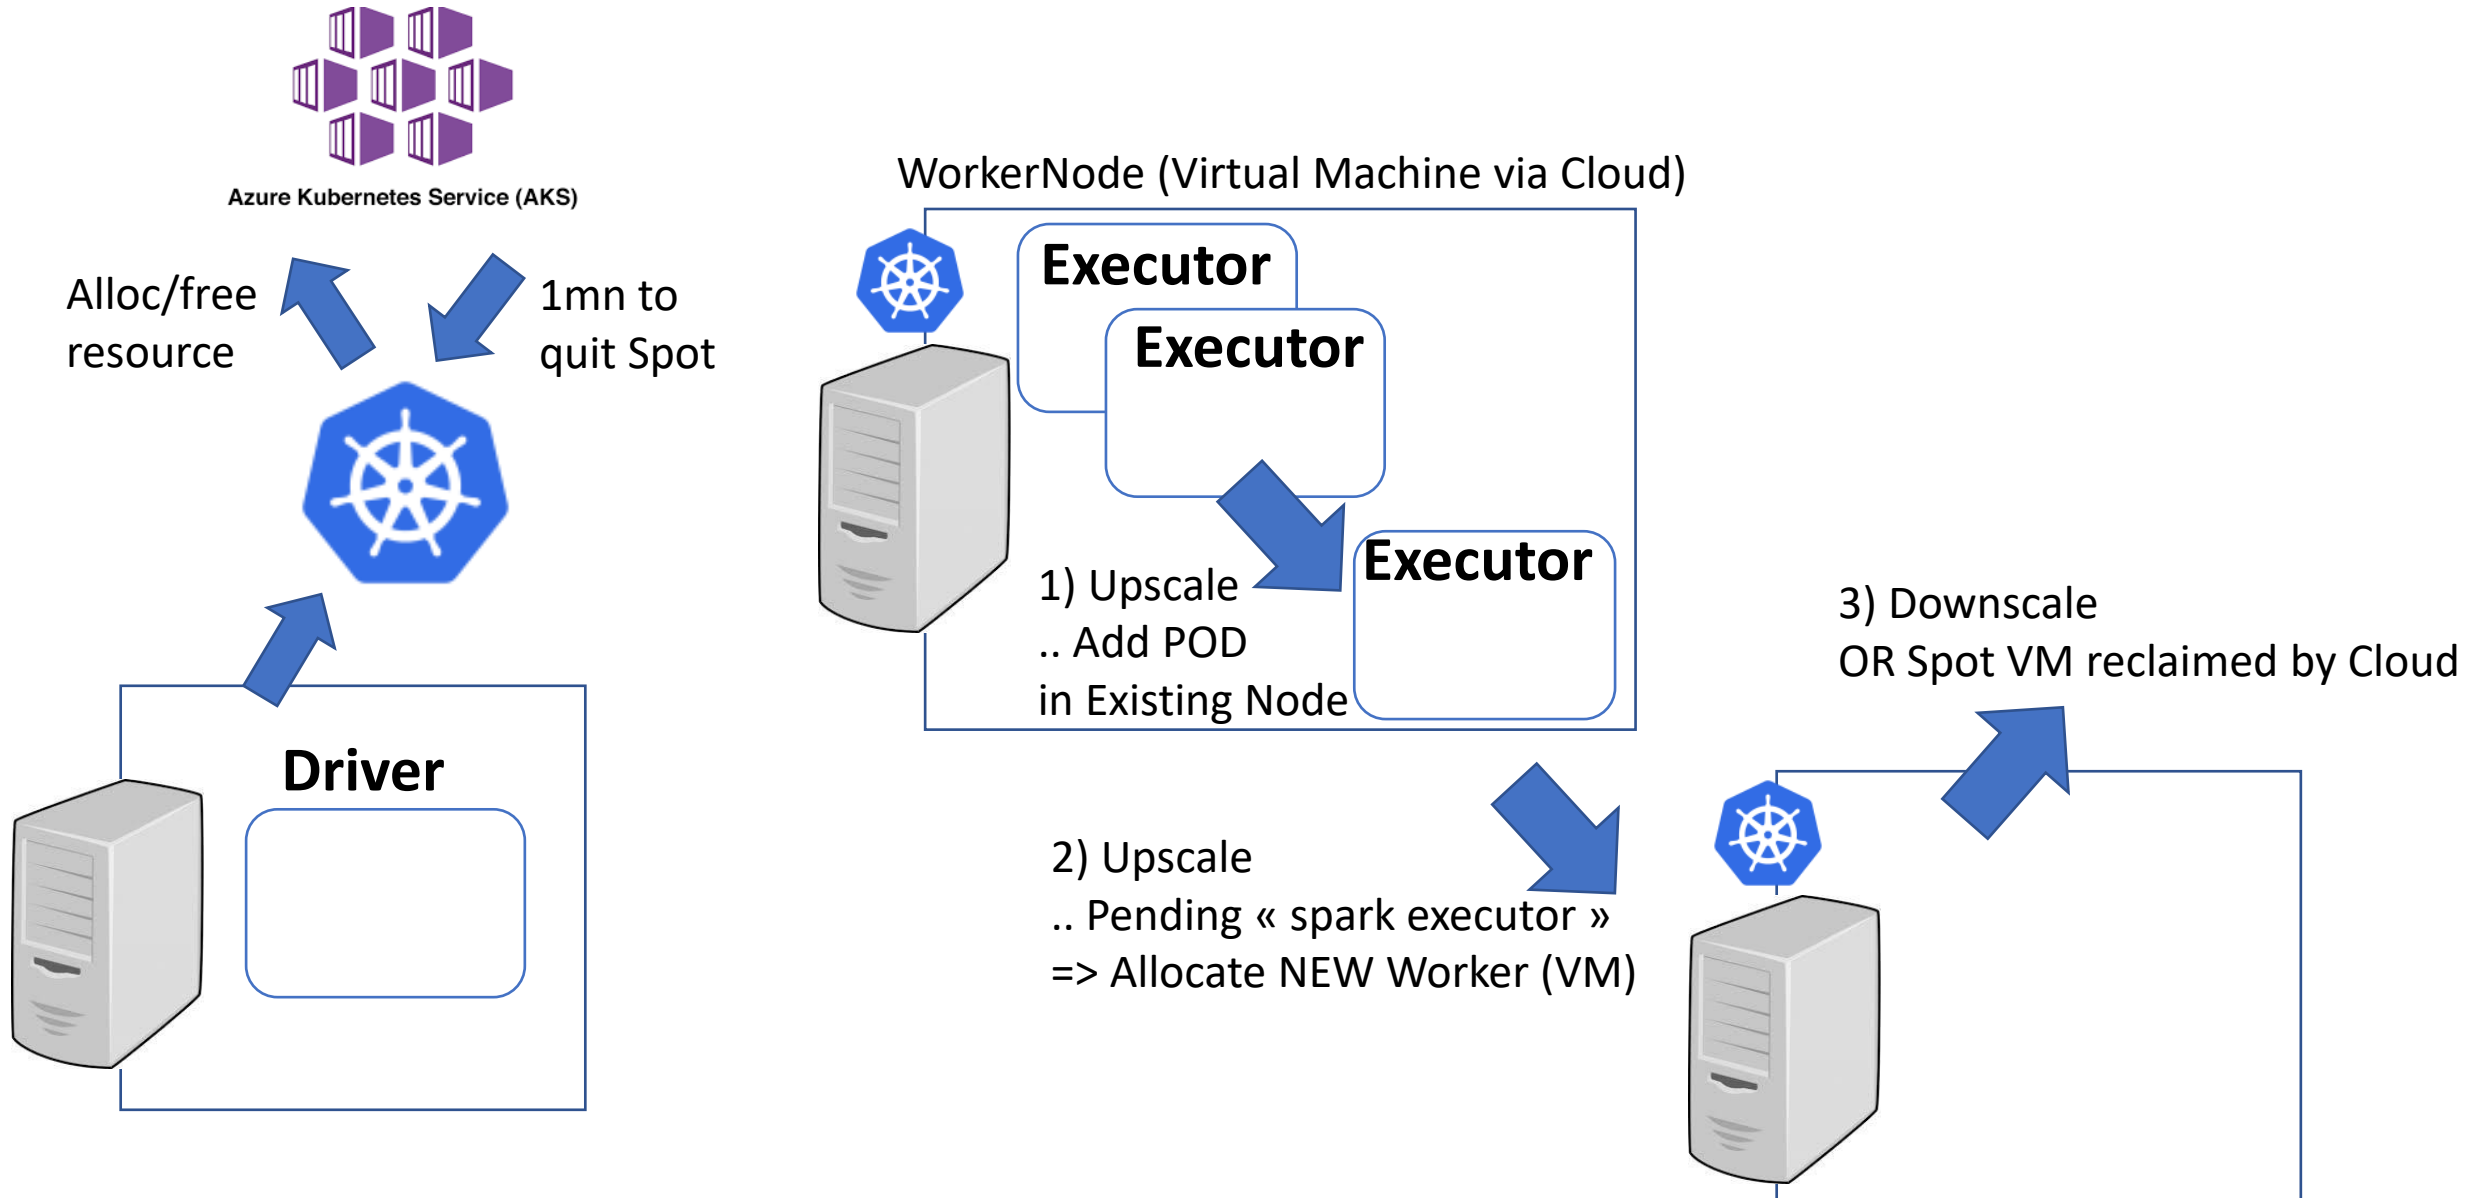 Azure Kubernetes Service (AKS)
Alloc/free
resource
1mn to
quit Spot
Driver
WorkerNode (Virtual Machine via Cloud)
Executor
Executor
Executor
1) Upscale
.. Add POD
in Existing Node
2) Upscale
.. Pending « spark executor »
=> Allocate NEW Worker (VM)
3) Downscale
OR Spot VM reclaimed by Cloud